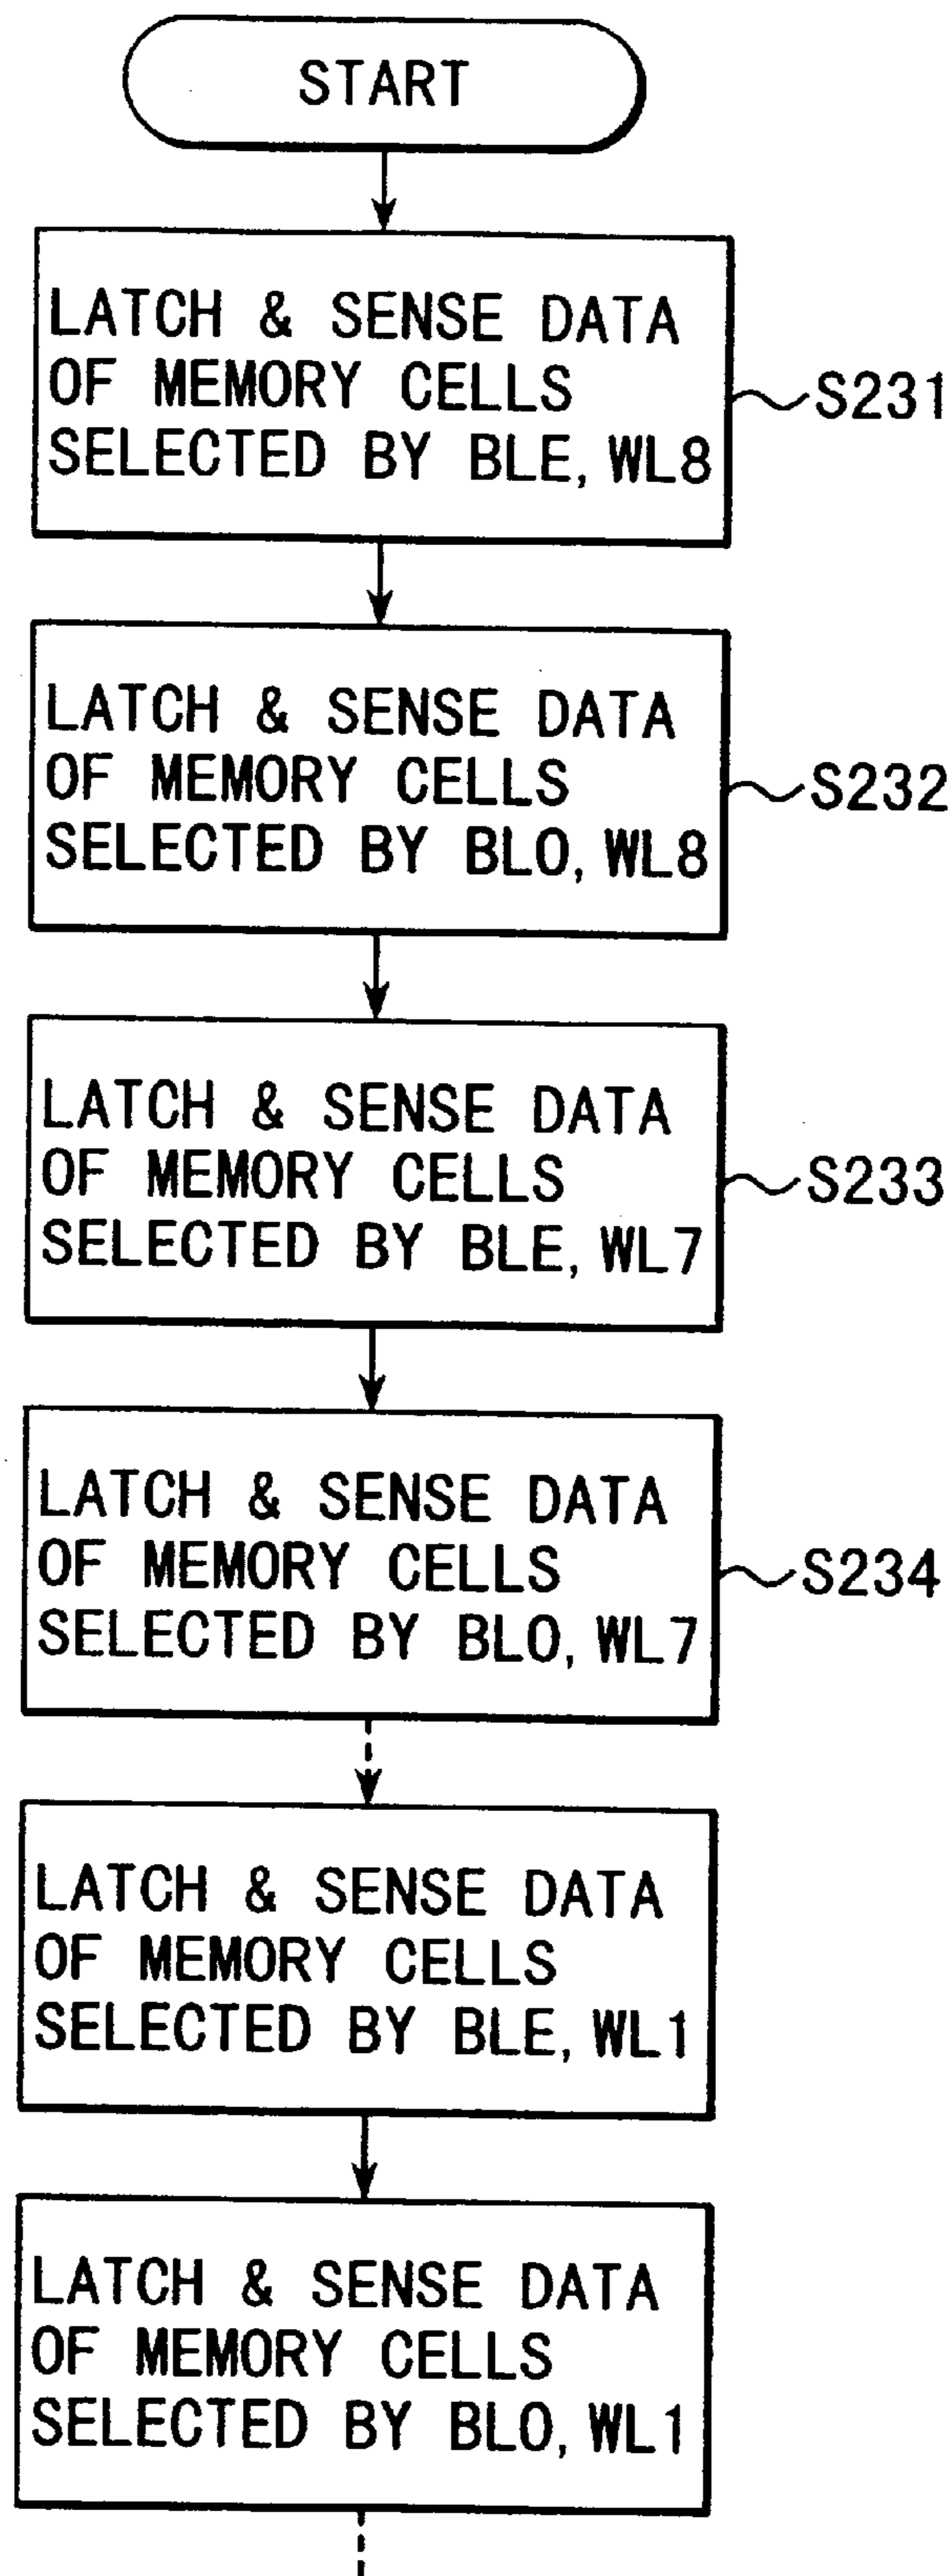 START
LATCH & SENSE DATA
OF MEMORY CELLS
SELECTED BY BLE, WL8
S231
LATCH & SENSE DATA
OF MEMORY CELLS
SELECTED BY BLO, WL8
S232
LATCH & SENSE DATA
OF MEMORY CELLS
SELECTED BY BLE, WL7
S233
LATCH & SENSE DATA
OF MEMORY CELLS
SELECTED BY BLO, WL7
S234
LATCH & SENSE DATA
OF MEMORY CELLS
SELECTED BY BLE, WL1
LATCH & SENSE DATA
OF MEMORY CELLS
SELECTED BY BLO, WL1